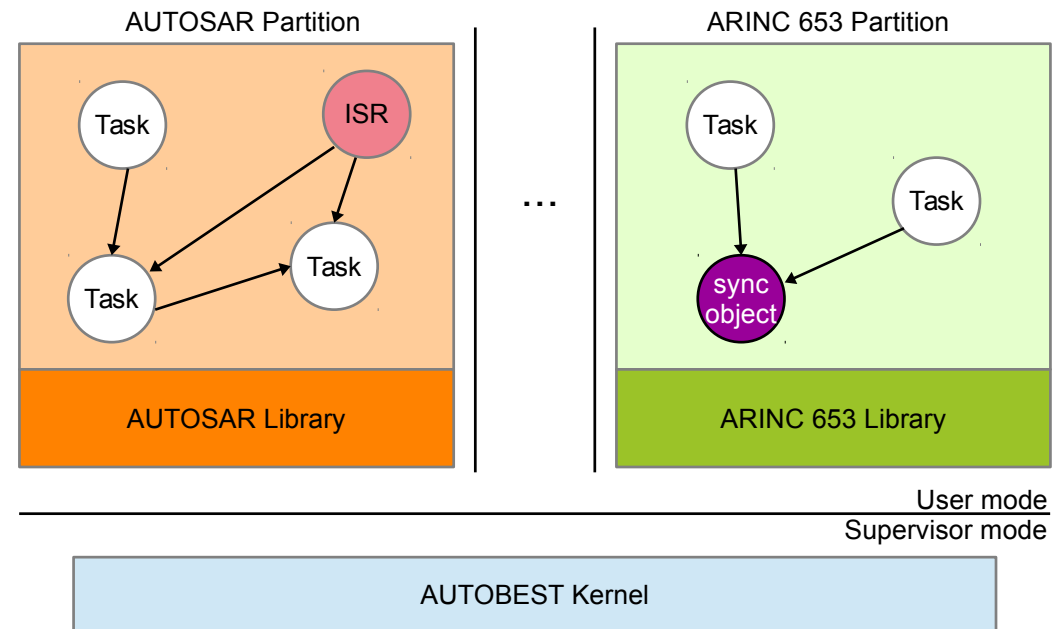 AUTOSAR Partition
ARINC 653 Partition
Task
ISR
Task
Task
Task
Task
...
Task
sync
object
AUTOSAR Library
ARINC 653 Library
User mode
Supervisor mode
AUTOBEST Kernel